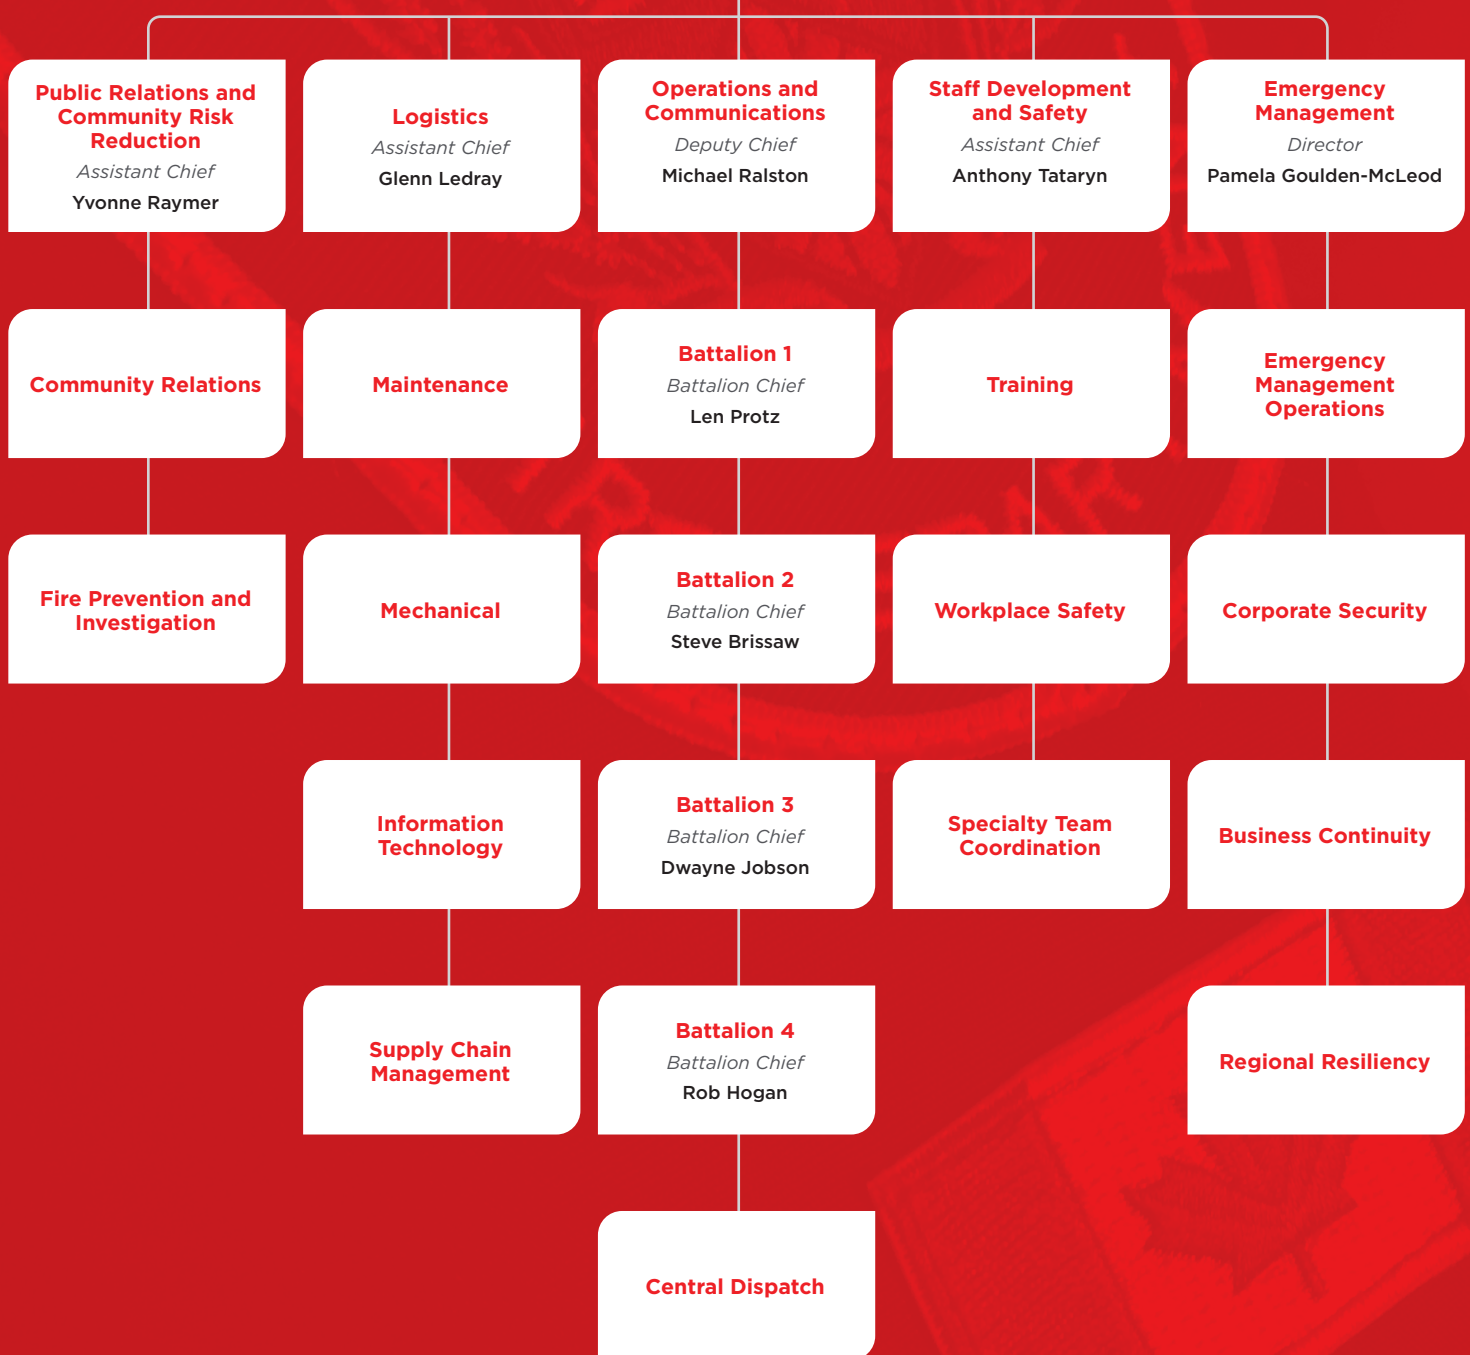 Public Relations and
Community Risk
Reduction
Assistant Chief
Yvonne Raymer
Logistics
Assistant Chief
Glenn Ledray
Operations and
Communications
Deputy Chief
Michael Ralston
Staff Development
and Safety
Assistant Chief
Anthony Tataryn
Emergency
Management
Director
Pamela Goulden-McLeod
Community Relations
Maintenance
Battalion 1
Battalion Chief
Len Protz
Training
Emergency
Management
Operations
Fire Prevention and
Investigation
Mechanical
Battalion 2
Battalion Chief
Steve Brissaw
Workplace Safety
Corporate Security
Information
Technology
Battalion 3
Battalion Chief
Dwayne Jobson
Specialty Team
Coordination
Business Continuity
Supply Chain
Management
Battalion 4
Battalion Chief
Rob Hogan
Regional Resiliency
Central Dispatch